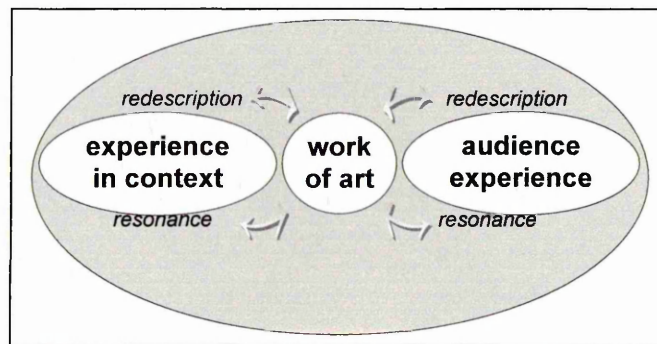 redescription
redescription
experience
in context
work
of art
audience
experience
resonance
resonance